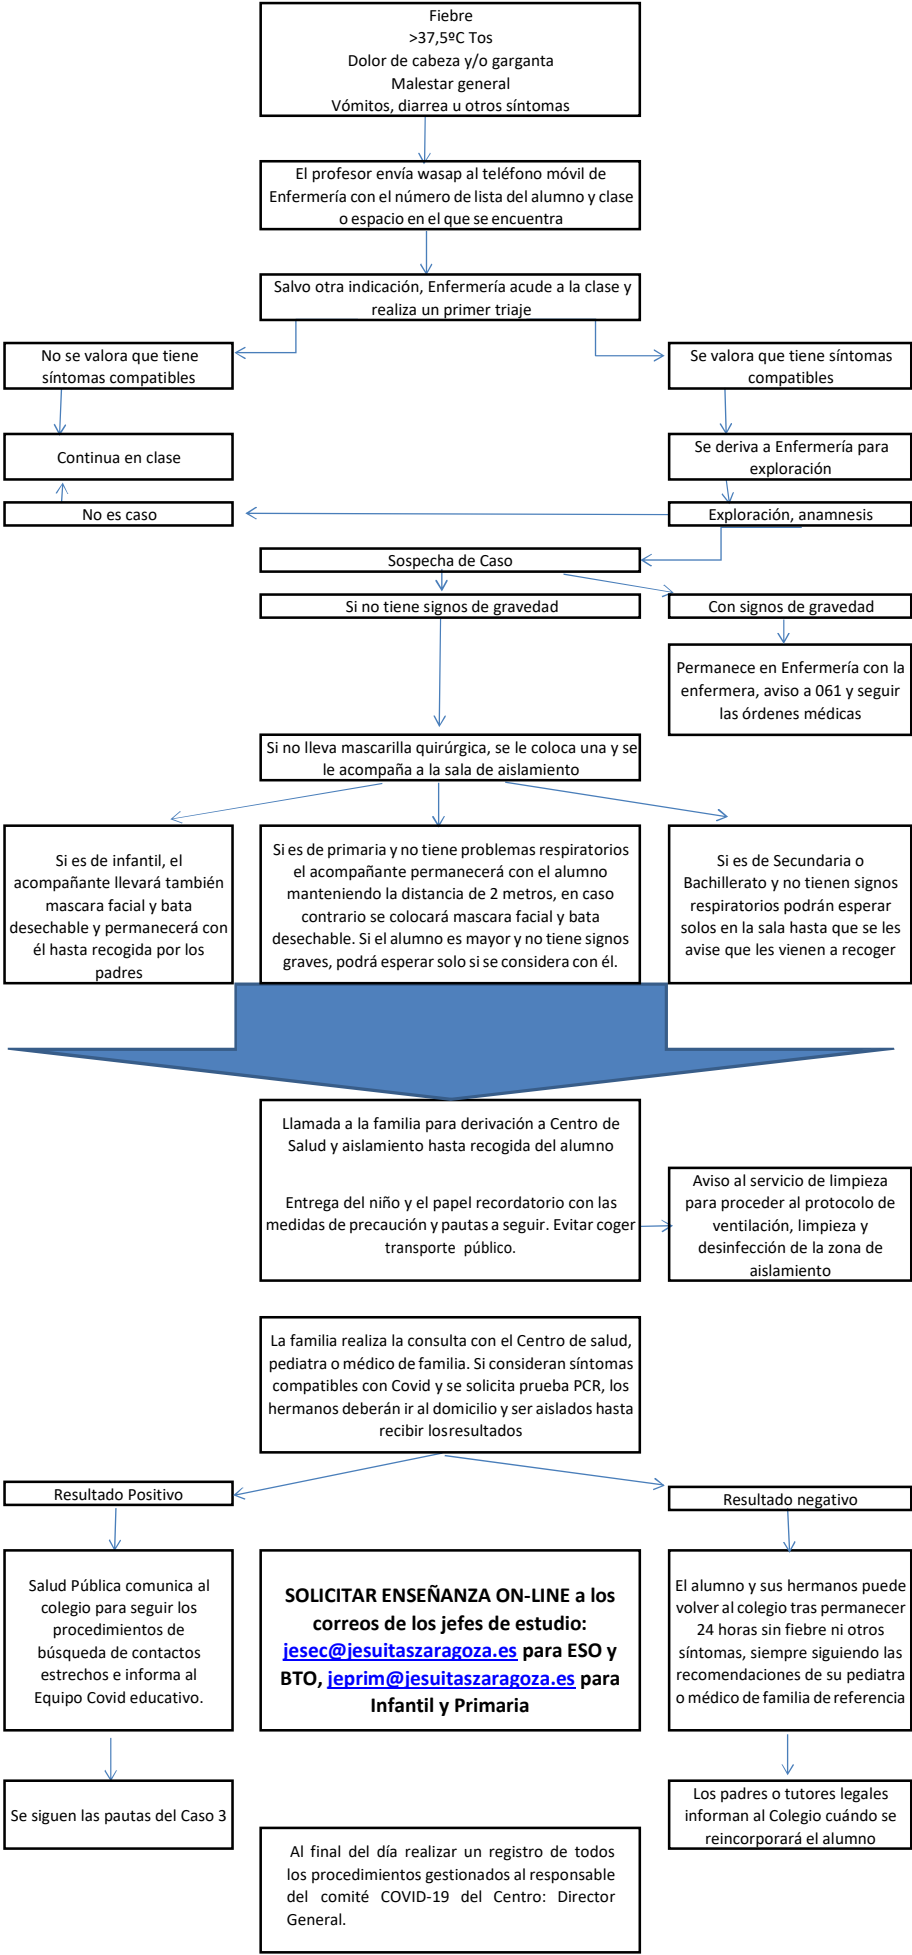 Fiebre
>37,5ºC Tos
Dolor de cabeza y/o garganta
Malestar general
Vómitos, diarrea u otros síntomas
El profesor envía wasap al teléfono móvil de
Enfermería con el número de lista del alumno y clase
o espacio en el que se encuentra
Salvo otra indicación, Enfermería acude a la clase y
realiza un primer triaje
No se valora que tiene
síntomas compatibles
Se valora que tiene síntomas
compatibles
Continua en clase
Se deriva a Enfermería para
exploración
No es caso
Exploración, anamnesis
Sospecha de Caso
Si no tiene signos de gravedad
Con signos de gravedad
Permanece en Enfermería con la
enfermera, aviso a 061 y seguir
las órdenes médicas
Si no lleva mascarilla quirúrgica, se le coloca una y se
le acompaña a la sala de aislamiento
Si es de infantil, el
acompañante llevará también
mascara facial y bata
desechable y permanecerá con
él hasta recogida por los
padres
Si es de primaria y no tiene problemas respiratorios
el acompañante permanecerá con el alumno
manteniendo la distancia de 2 metros, en caso
contrario se colocará mascara facial y bata
desechable. Si el alumno es mayor y no tiene signos
graves, podrá esperar solo si se considera con él.
Si es de Secundaria o
Bachillerato y no tienen signos
respiratorios podrán esperar
solos en la sala hasta que se les
avise que les vienen a recoger
Llamada a la familia para derivación a Centro de
Salud y aislamiento hasta recogida del alumno
Entrega del niño y el papel recordatorio con las
medidas de precaución y pautas a seguir. Evitar coger
transporte público.
Aviso al servicio de limpieza
para proceder al protocolo de
ventilación, limpieza y
desinfección de la zona de
aislamiento
La familia realiza la consulta con el Centro de salud,
pediatra o médico de familia. Si consideran síntomas
compatibles con Covid y se solicita prueba PCR, los
hermanos deberán ir al domicilio y ser aislados hasta
recibir losresultados
Resultado Positivo
Resultado negativo
Salud Pública comunica al
colegio para seguir los
procedimientos de
búsqueda de contactos
estrechos e informa al
Equipo Covid educativo.
SOLICITAR ENSEÑANZA ON-LINE a los
correos de los jefes de estudio:
jesec@jesuitaszaragoza.es para ESO y
BTO, jeprim@jesuitaszaragoza.es para
Infantil y Primaria
El alumno y sus hermanos puede
volver al colegio tras permanecer
24 horas sin fiebre ni otros
síntomas, siempre siguiendo las
recomendaciones de su pediatra
o médico de familia de referencia
Se siguen las pautas del Caso 3
Los padres o tutores legales
informan al Colegio cuándo se
reincorporará el alumno
Al final del día realizar un registro de todos
los procedimientos gestionados al responsable
del comité COVID-19 del Centro: Director
General.